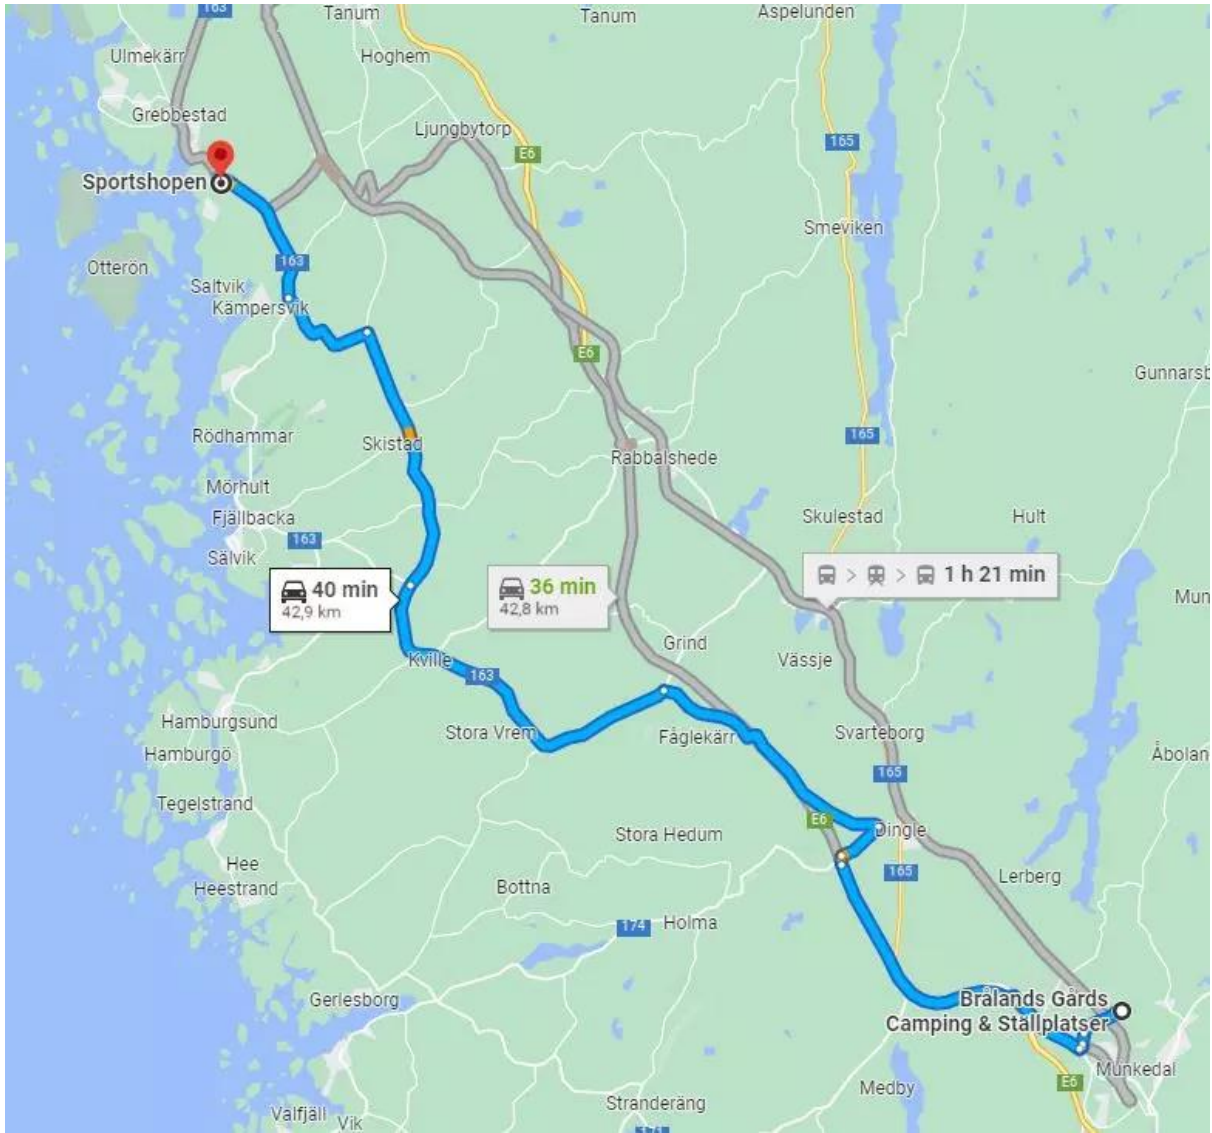 163
Tanum
Tanum
Aspelunden
Ulmekärr
Hoghem
Grebbestad
Ljungbytorp
165
E6
Sportshopen
Smeviken
163
Otterön
Saltvik
Kämpersvik
E6
Gunnarsb
Rödhammar
Skistad
165
Rabbalshede
Mörhult
Fjällbacka
Skulestad
Hult
163
Sälvik
40 min
42,9 km
36 min
42,8 km
> > 1 h 21 min
Mun
Grind
Kville
163
Vässje
Hamburgsund
Stora Vrem
Fåglekärr
Svarteborg
Hamburgö
Åbolan
165
Tegelstrand
E6
Stora Hedum
Dingle
Hee
Heestrand
165
Lerberg
Bottna
174
Holma
Gerlesborg
Brålands Gårds
Camping & Ställplatser
Munkedal
E6
Medby
Stranderäng
Valfjäll
Vik
171